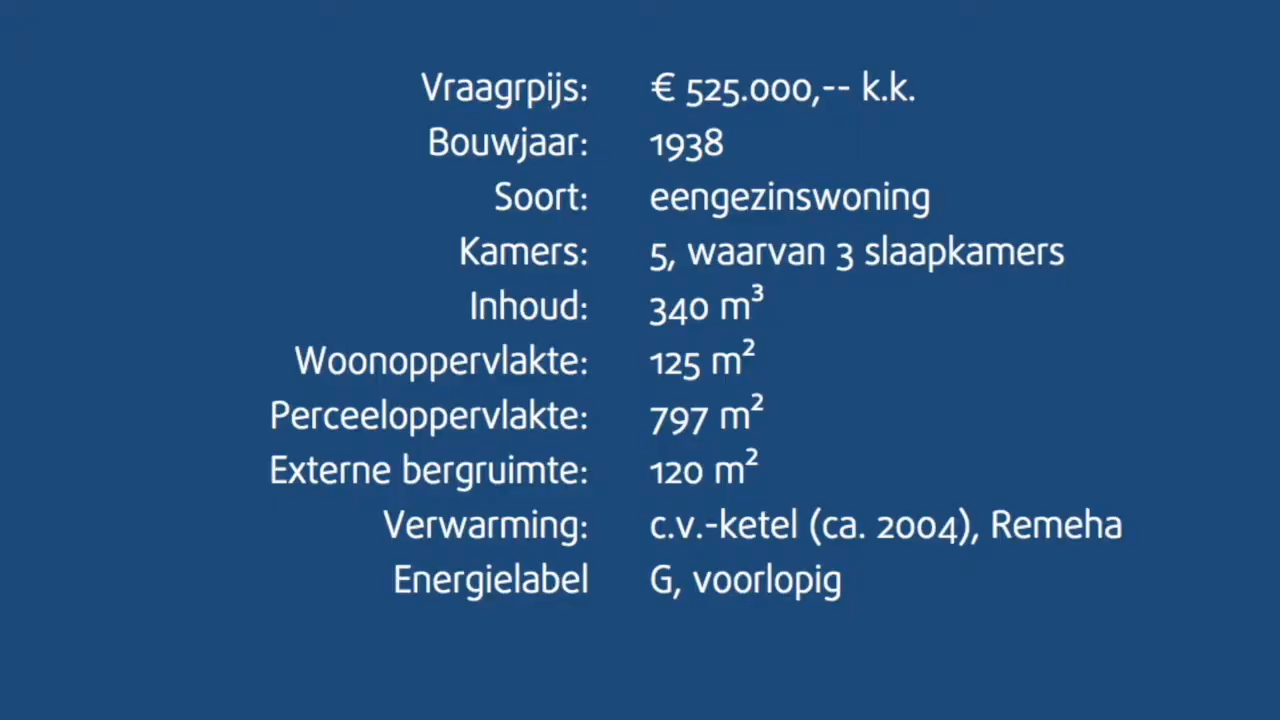 Vraagrpijs: € 525.000,-- k.k.
Bouwjaar: 1938
Soort: eengezinswoning
Kamers: 5, waarvan 3 slaapkamers
Inhoud: 340 m³
Woonoppervlakte: 125 m²
Perceeloppervlakte: 797 m²
Externe bergruimte: 120 m²
Verwarming: c.v.-ketel (ca. 2004), Remeha
Energielabel G, voorlopig